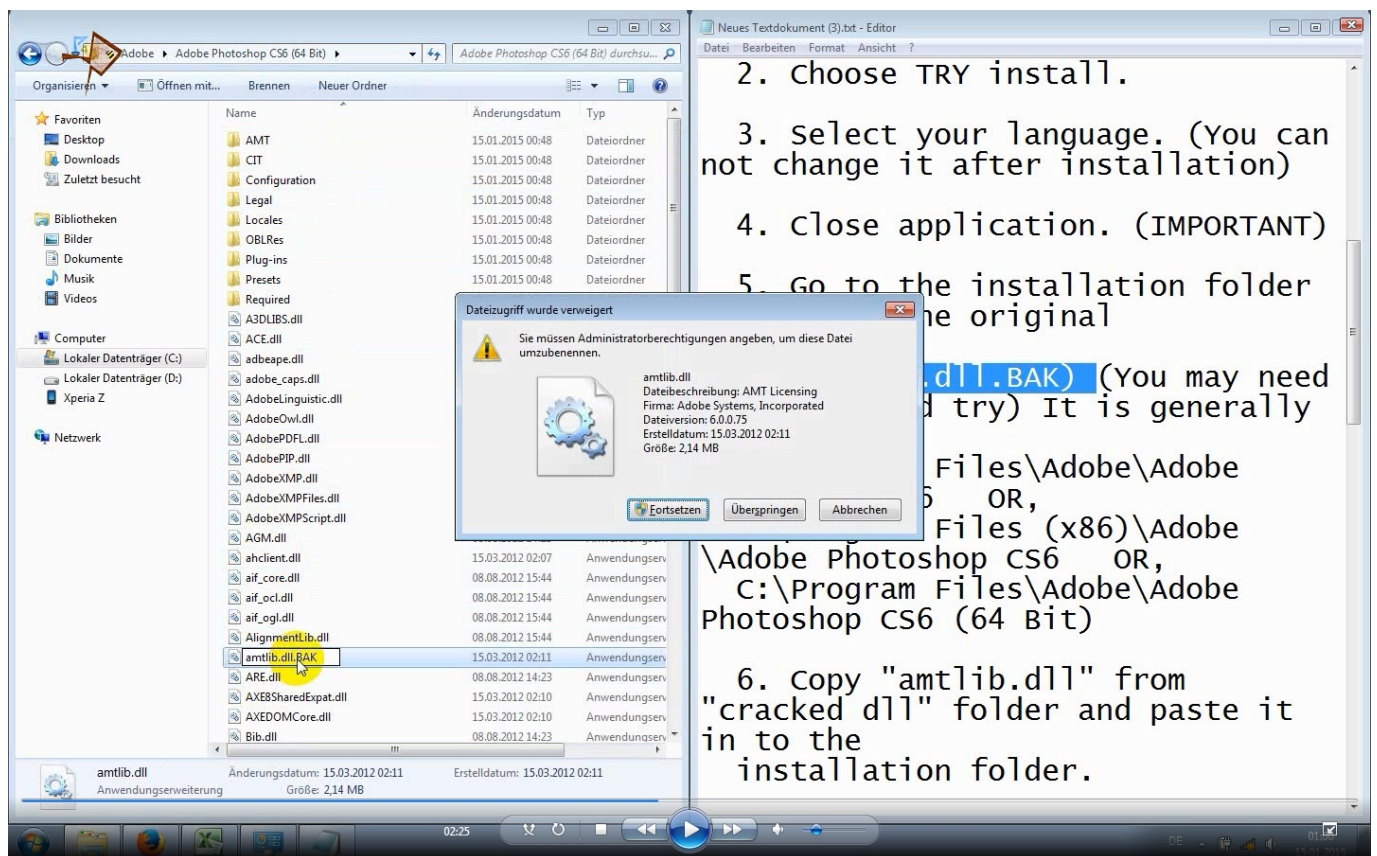 Adobe ▸ Adobe Photoshop CS6 (64 Bit) ▸
Adobe Photoshop CS6 (64 Bit) durchsu...
Organisieren
Öffnen mit...
Brennen
Neuer Ordner
Favoriten
Desktop
Downloads
Zuletzt besucht
Bibliotheken
Bilder
Dokumente
Musik
Videos
Computer
Lokaler Datenträger (C:)
Lokaler Datenträger (D:)
Xperia Z
Netzwerk
Name Änderungsdatum Typ
AMT 15.01.2015 00:48 Dateiordner
CIT 15.01.2015 00:48 Dateiordner
Configuration 15.01.2015 00:48 Dateiordner
Legal 15.01.2015 00:48 Dateiordner
Locales 15.01.2015 00:48 Dateiordner
OBLRes 15.01.2015 00:48 Dateiordner
Plug-ins 15.01.2015 00:48 Dateiordner
Presets 15.01.2015 00:48 Dateiordner
Required
A3DLIBS.dll
ACE.dll
adbeape.dll
adobe_caps.dll
AdobeLinguistic.dll
AdobeOwl.dll
AdobePDFL.dll
AdobePIP.dll
AdobeXMP.dll
AdobeXMPFiles.dll
AdobeXMPScript.dll
AGM.dll
ahclient.dll 15.03.2012 02:07 Anwendungserv
aif_core.dll 08.08.2012 15:44 Anwendungserv
aif_ocl.dll 08.08.2012 15:44 Anwendungserv
aif_ogl.dll 08.08.2012 15:44 Anwendungserv
AlignmentLib.dll 08.08.2012 15:44 Anwendungserv
amtlib.dll.BAK 15.03.2012 02:11 Anwendungserv
ARE.dll 08.08.2012 14:23 Anwendungserv
AXE8SharedExpat.dll 15.03.2012 02:10 Anwendungserv
AXEDOMCore.dll 15.03.2012 02:10 Anwendungserv
Bib.dll 08.08.2012 14:23 Anwendungserv
amtlib.dll Änderungsdatum: 15.03.2012 02:11 Erstelldatum: 15.03.2012 02:11
Anwendungserweiterung Größe: 2,14 MB
Dateizugriff wurde verweigert
Sie müssen Administratorberechtigungen angeben, um diese Datei
umzubenennen.
amtlib.dll
Dateibeschreibung: AMT Licensing
Firma: Adobe Systems, Incorporated
Dateiversion: 6.0.0.75
Erstelldatum: 15.03.2012 02:11
Größe: 2,14 MB
Fortsetzen
Überspringen
Abbrechen
Neues Textdokument (3).txt - Editor
Datei Bearbeiten Format Ansicht ?
2. Choose TRY install.
3. Select your language. (You can
not change it after installation)
4. Close application. (IMPORTANT)
5. Go to the installation folder
original
.dll.BAK) (You may need
try) It is generally
Files\Adobe\Adobe
OR,
Files (x86)\Adobe
\Adobe Photoshop CS6 OR,
C:\Program Files\Adobe\Adobe
Photoshop CS6 (64 Bit)
6. Copy "amtlib.dll" from
"cracked dll" folder and paste it
in to the
installation folder.
02:25
DE
15.01.2015